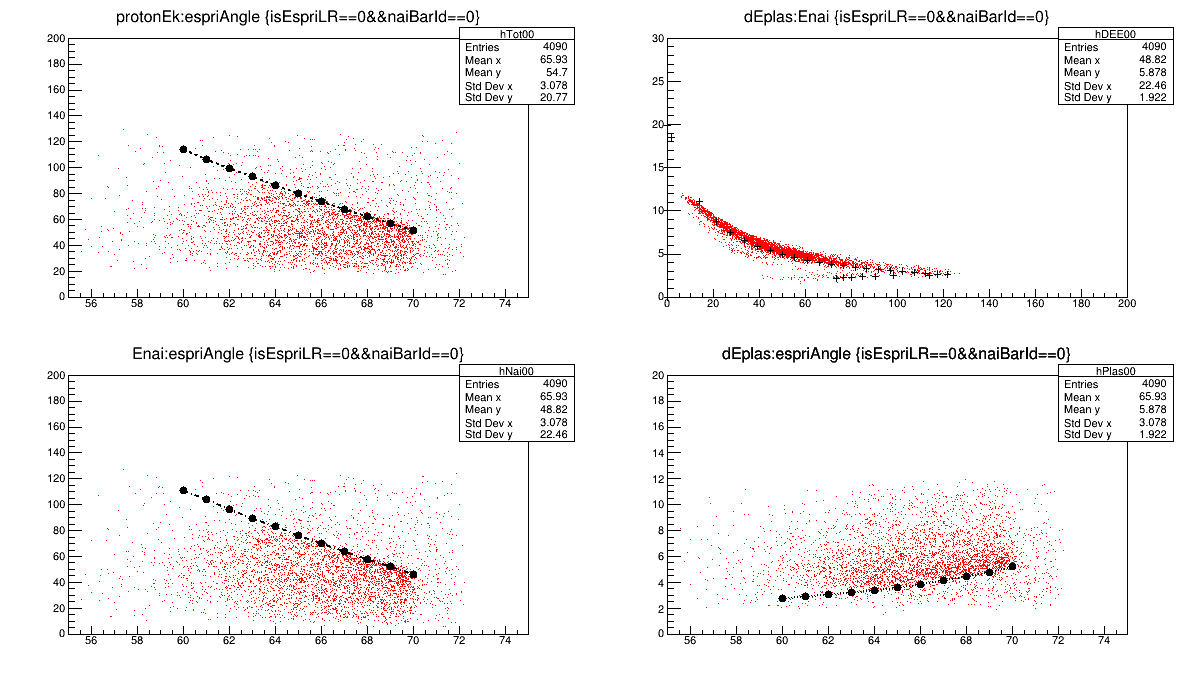 protonEk:espriAngle {isEspriLR==0&&naiBarId==0}
hTot00
Entries 4090
Mean x 65.93
Mean y 54.7
Std Dev x 3.078
Std Dev y 20.77
200
180
160
140
120
100
80
60
40
20
0
56 58 60 62 64 66 68 70 72 74
dEplas:Enai {isEspriLR==0&&naiBarId==0}
hDEE00
Entries 4090
Mean x 48.82
Mean y 5.878
Std Dev x 22.46
Std Dev y 1.922
30
25
20
15
10
5
0
0 20 40 60 80 100 120 140 160 180 200
Enai:espriAngle {isEspriLR==0&&naiBarId==0}
hNai00
Entries 4090
Mean x 65.93
Mean y 48.82
Std Dev x 3.078
Std Dev y 22.46
200
180
160
140
120
100
80
60
40
20
0
56 58 60 62 64 66 68 70 72 74
dEplas:espriAngle {isEspriLR==0&&naiBarId==0}
hPlas00
Entries 4090
Mean x 65.93
Mean y 5.878
Std Dev x 3.078
Std Dev y 1.922
20
18
16
14
12
10
8
6
4
2
0
56 58 60 62 64 66 68 70 72 74